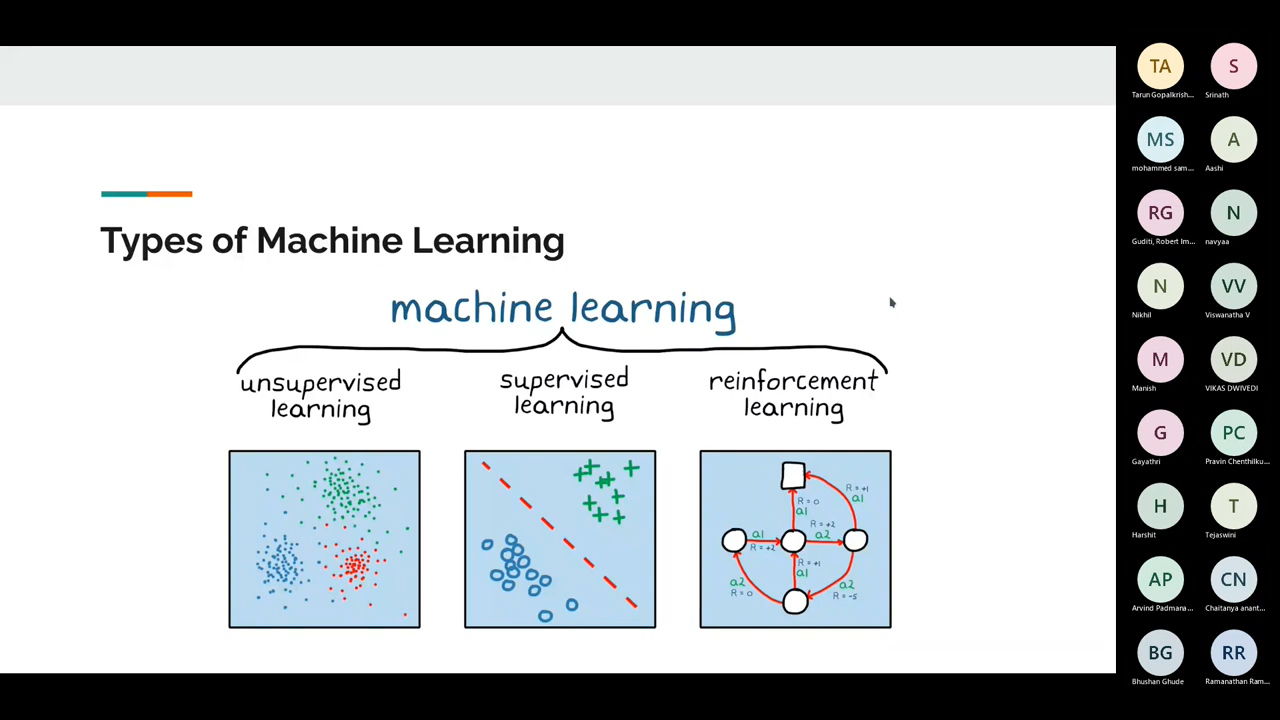 Types of Machine Learning
machine learning
unsupervised
learning
supervised
learning
reinforcement
learning
R = +1
a1
R = 0
a1
R = +2
a2
a1
R = +2
R = +1
a1
a2
R = 0
a2
R = -5
TA
S
Tarun Gopalkrish...
Srinath
MS
A
mohammed sam...
Aashi
RG
N
Guditi, Robert Im...
navyaa
N
VV
Nikhil
Viswanatha V
M
VD
Manish
VIKAS DWIVEDI
G
PC
Gayathri
Pravin Chenthilku...
H
T
Harshit
Tejaswini
AP
CN
Arvind Padmana...
Chaitanya anant...
BG
RR
Bhushan Ghude
Ramanathan Ram...